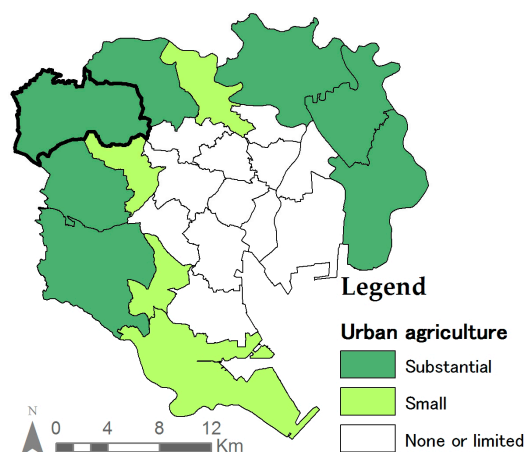 Legend
Urban agriculture
Substantial
Small
None or limited
N
0 4 8 12
Km